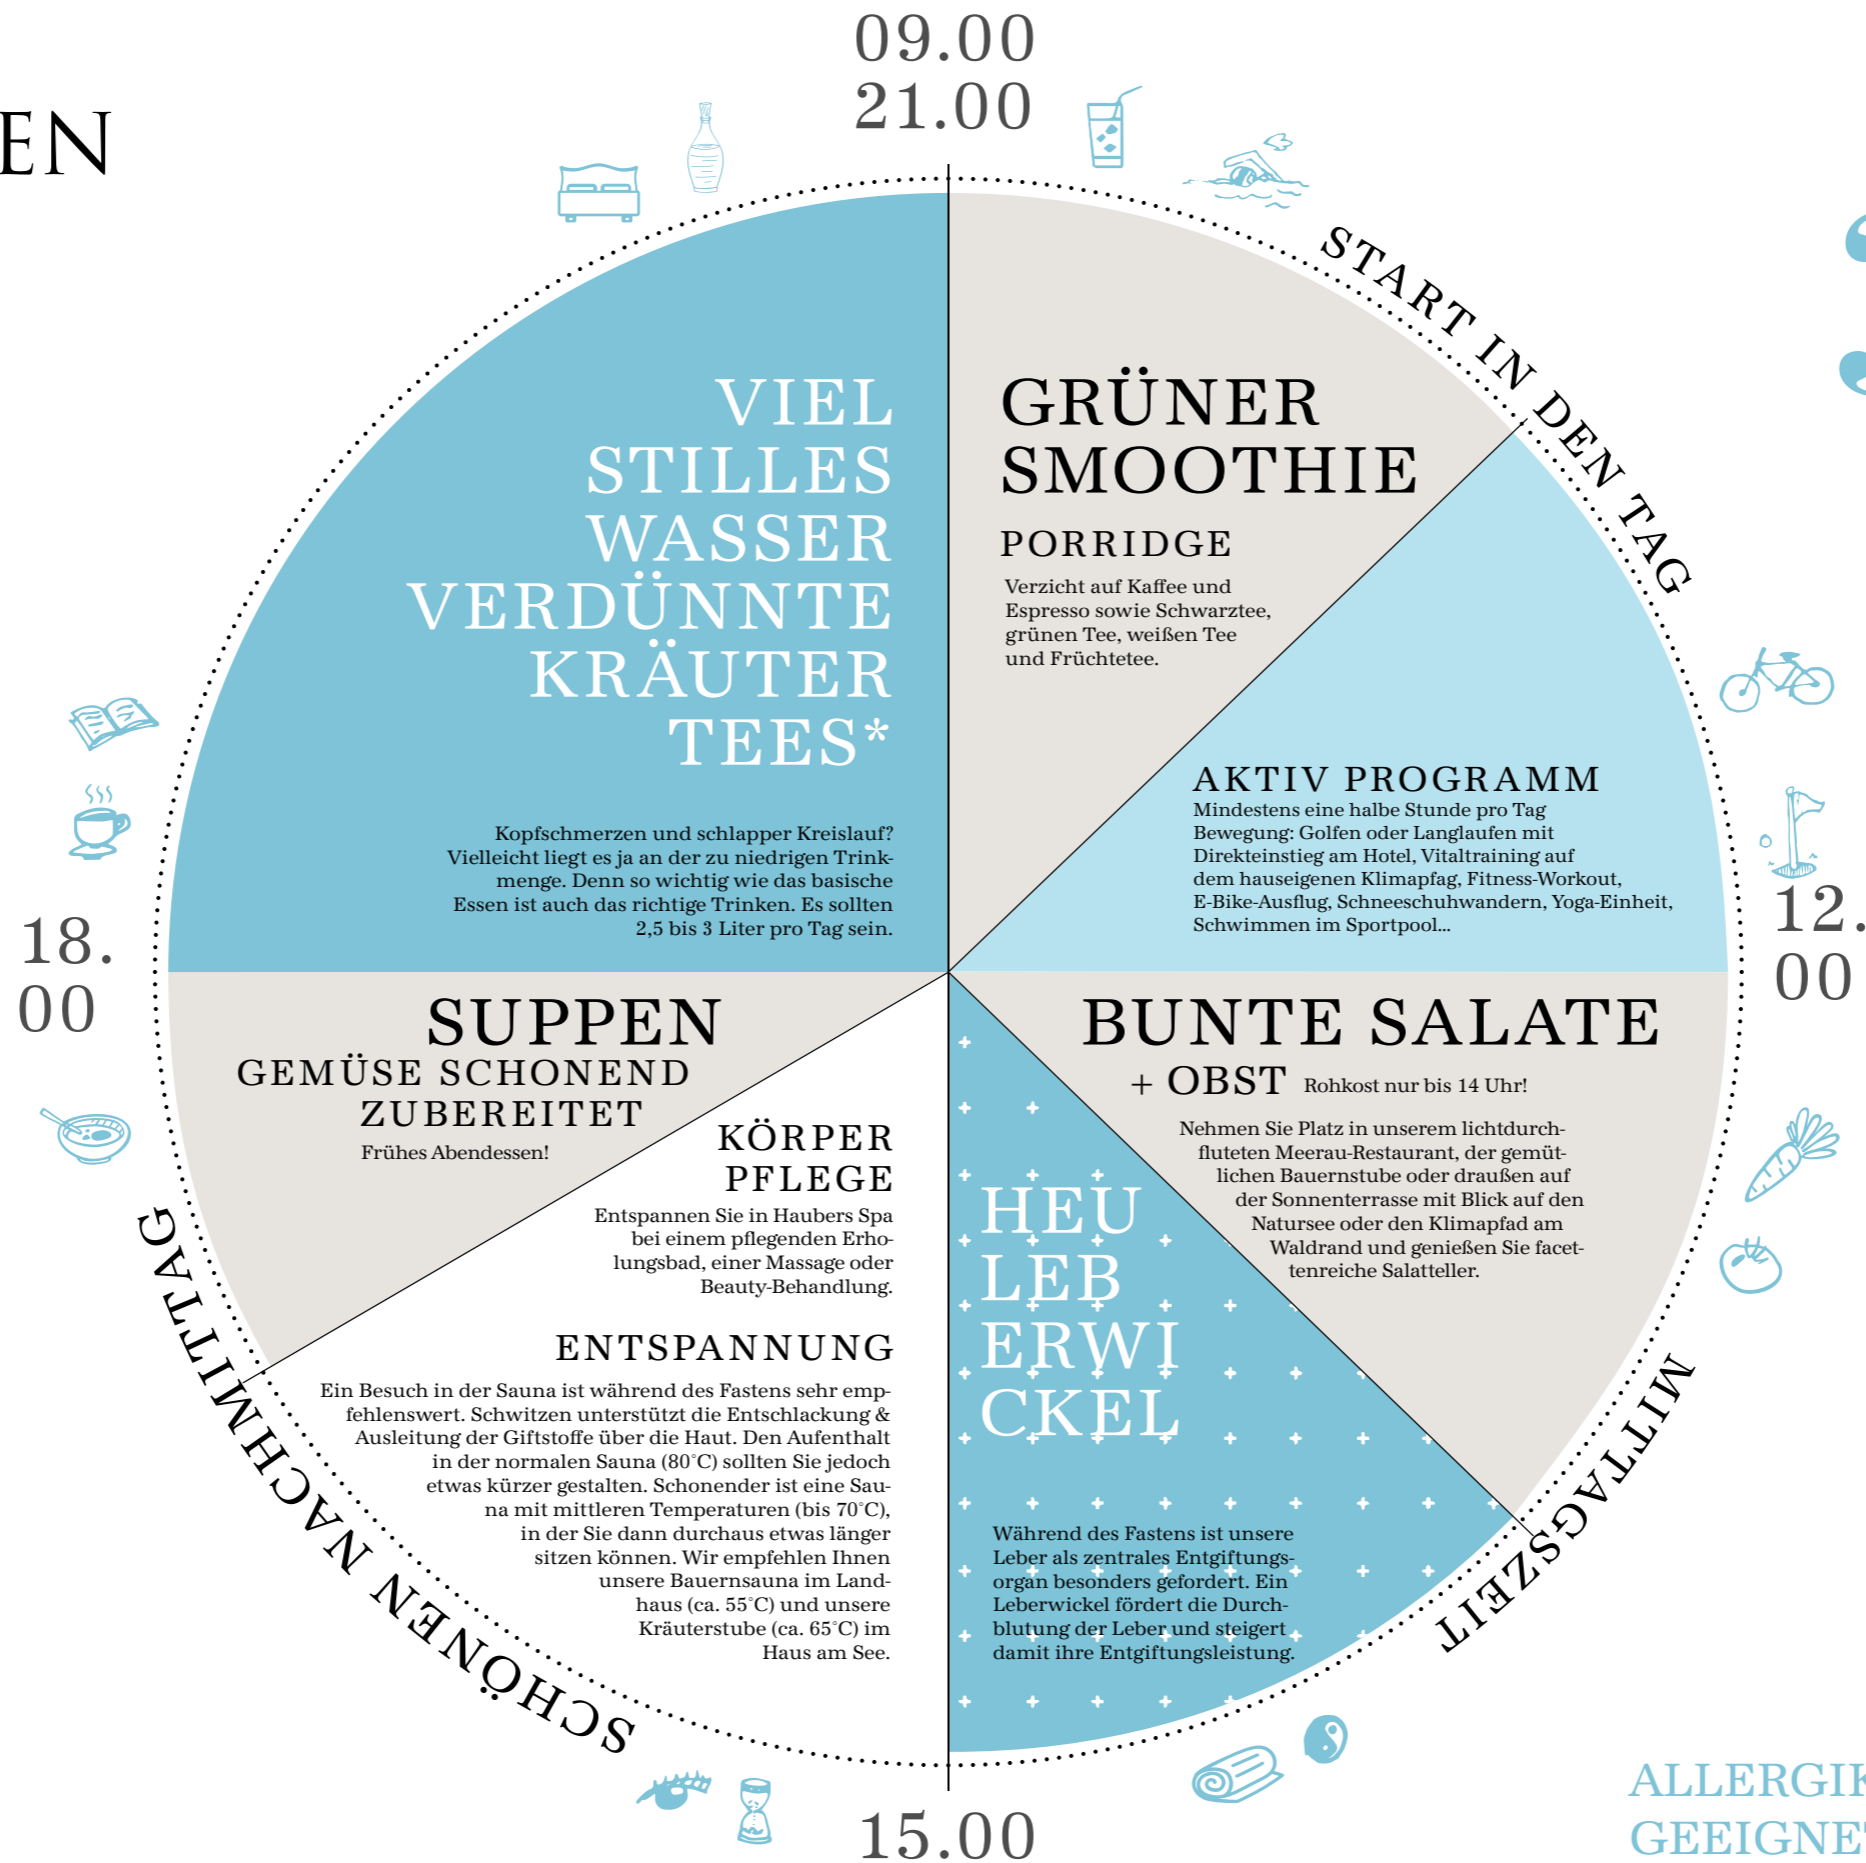 EN
09.00
21.00
START IN DEN TAG
GRÜNER
SMOOTHIE
PORRIDGE
Verzicht auf Kaffee und
Espresso sowie Schwarztee,
grünen Tee, weißen Tee
und Früchtetee.
AKTIV PROGRAMM
Mindestens eine halbe Stunde pro Tag
Bewegung: Golfen oder Langlaufen mit
Direkteinstieg am Hotel, Vitaltraining auf
dem hauseigenen Klimapfag, Fitness-Workout,
E-Bike-Ausflug, Schneeschuhwandern, Yoga-Einheit,
Schwimmen im Sportpool...
12.
00
BUNTE SALATE
+ OBST Rohkost nur bis 14 Uhr!
Nehmen Sie Platz in unserem lichtdurch-
fluteten Meerau-Restaurant, der gemüt-
lichen Bauernstube oder draußen auf
der Sonnenterrasse mit Blick auf den
Natursee oder den Klimapfad am
Waldrand und genießen Sie facet-
tenreiche Salatteller.
MITTAGSZEIT
HEU
LEB
ERWI
CKEL
Während des Fastens ist unsere
Leber als zentrales Entgiftungs-
organ besonders gefordert. Ein
Leberwickel fördert die Durch-
blutung der Leber und steigert
damit ihre Entgiftungsleistung.
15.00
KÖRPER
PFLEGE
Entspannen Sie in Haubers Spa
bei einem pflegenden Erho-
lungsbad, einer Massage oder
Beauty-Behandlung.
ENTSPANNUNG
Ein Besuch in der Sauna ist während des Fastens sehr emp-
fehlenswert. Schwitzen unterstützt die Entschlackung &
Ausleitung der Giftstoffe über die Haut. Den Aufenthalt
in der normalen Sauna (80°C) sollten Sie jedoch
etwas kürzer gestalten. Schonender ist eine Sau-
na mit mittleren Temperaturen (bis 70°C),
in der Sie dann durchaus etwas länger
sitzen können. Wir empfehlen Ihnen
unsere Bauernsauna im Land-
haus (ca. 55°C) und unsere
Kräuterstube (ca. 65°C) im
Haus am See.
SCHÖNEN NACHMITTAG
SUPPEN
GEMÜSE SCHONEND
ZUBEREITET
Frühes Abendessen!
18.
00
VIEL
STILLES
WASSER
VERDÜNNTE
KRÄUTER
TEES*
Kopfschmerzen und schlapper Kreislauf?
Vielleicht liegt es ja an der zu niedrigen Trink-
menge. Denn so wichtig wie das basische
Essen ist auch das richtige Trinken. Es sollten
2,5 bis 3 Liter pro Tag sein.
ALLERGIK
GEEIGNET